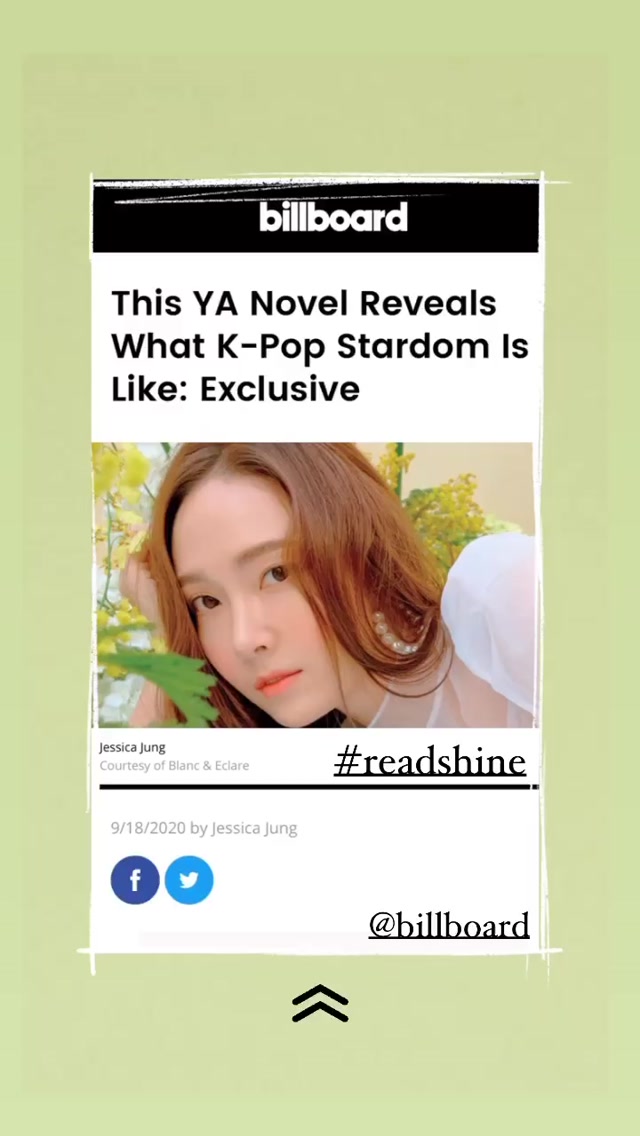 billboard
This YA Novel Reveals
What K-Pop Stardom Is
Like: Exclusive
Jessica Jung
Courtesy of Blanc & Eclare
#readshine
9/18/2020 by Jessica Jung
f
@billboard